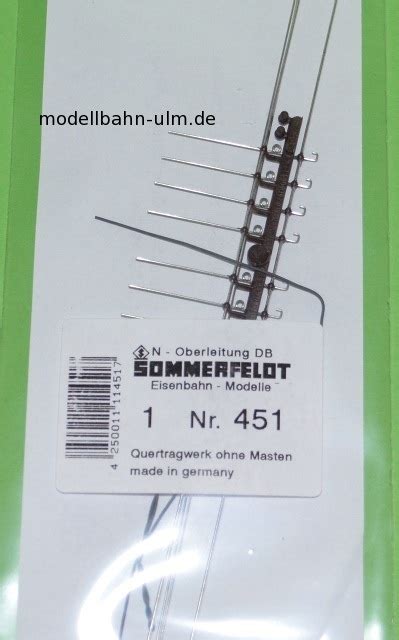 modellbahn-ulm.de
N - Oberleitung DB
SOMMERFELDT
Eisenbahn - Modelle
1 Nr. 451
Quertragwerk ohne Masten
made in germany
4 250011 114517